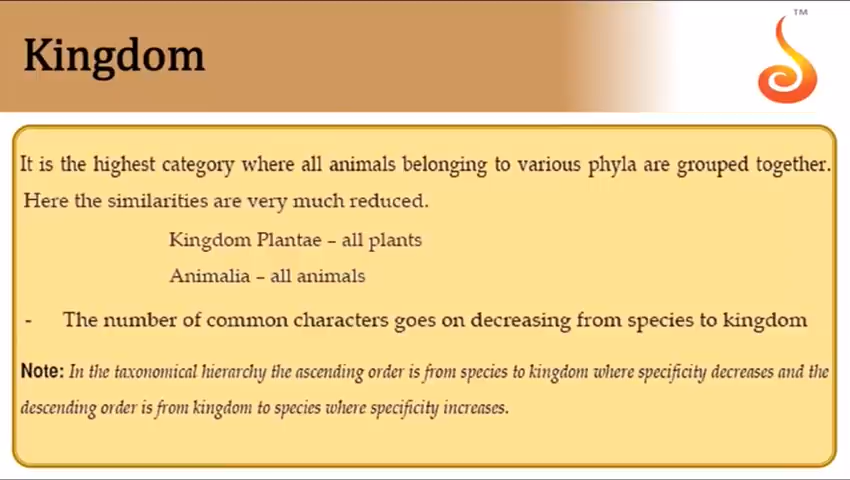 TM
Kingdom
It is the highest category where all animals belonging to various phyla are grouped together.
Here the similarities are very much reduced.
Kingdom Plantae – all plants
Animalia – all animals
- The number of common characters goes on decreasing from species to kingdom
Note: In the taxonomical hierarchy the ascending order is from species to kingdom where specificity decreases and the
descending order is from kingdom to species where specificity increases.